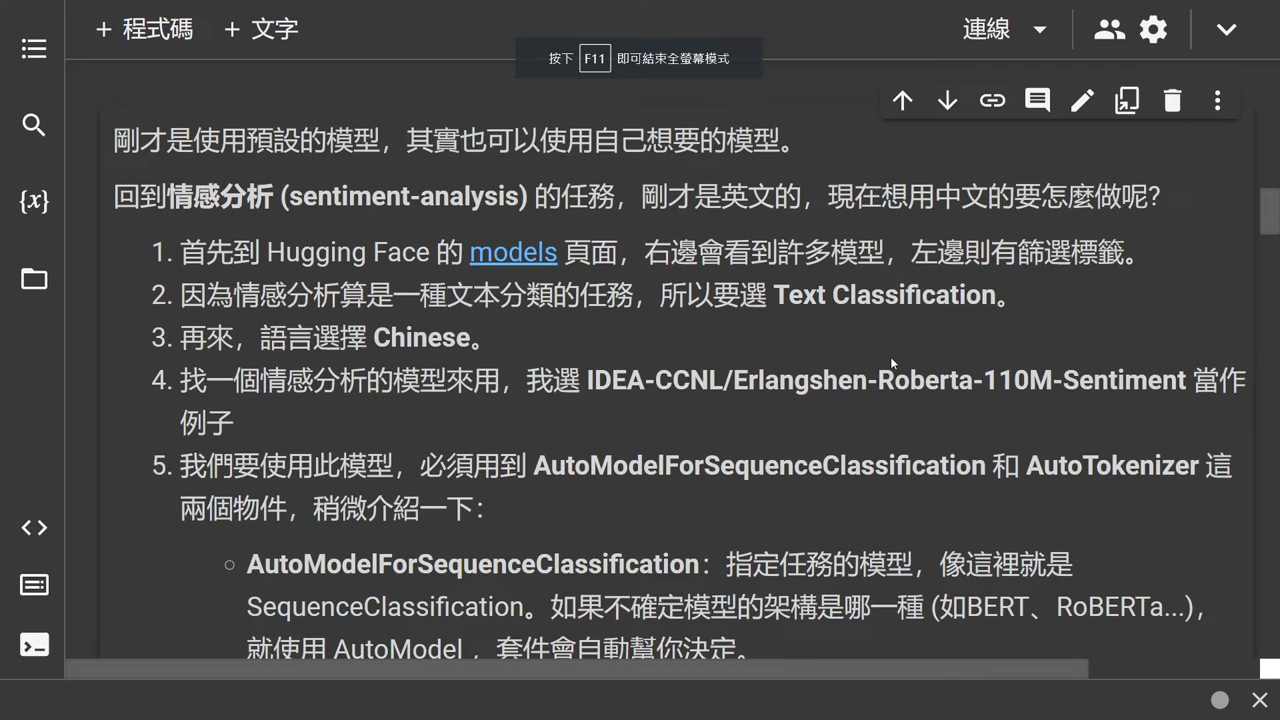 + 程式碼 + 文字
連線
按下 F11 即可結束全螢幕模式
剛才是使用預設的模型，其實也可以使用自己想要的模型。
回到情感分析 (sentiment-analysis) 的任務，剛才是英文的，現在想用中文的要怎麼做呢?
1. 首先到 Hugging Face 的 models 頁面，右邊會看到許多模型，左邊則有篩選標籤。
2. 因為情感分析算是一種文本分類的任務，所以要選 Text Classification。
3. 再來，語言選擇 Chinese。
4. 找一個情感分析的模型來用，我選 IDEA-CCNL/Erlangshen-Roberta-110M-Sentiment 當作
例子
5. 我們要使用此模型，必須用到 AutoModelForSequenceClassification 和 AutoTokenizer 這
兩個物件，稍微介紹一下：
○ AutoModelForSequenceClassification：指定任務的模型，像這裡就是
SequenceClassification。如果不確定模型的架構是哪一種 (如BERT、RoBERTa...)，
就使用 AutoModel ，套件會自動幫你決定。
{x}